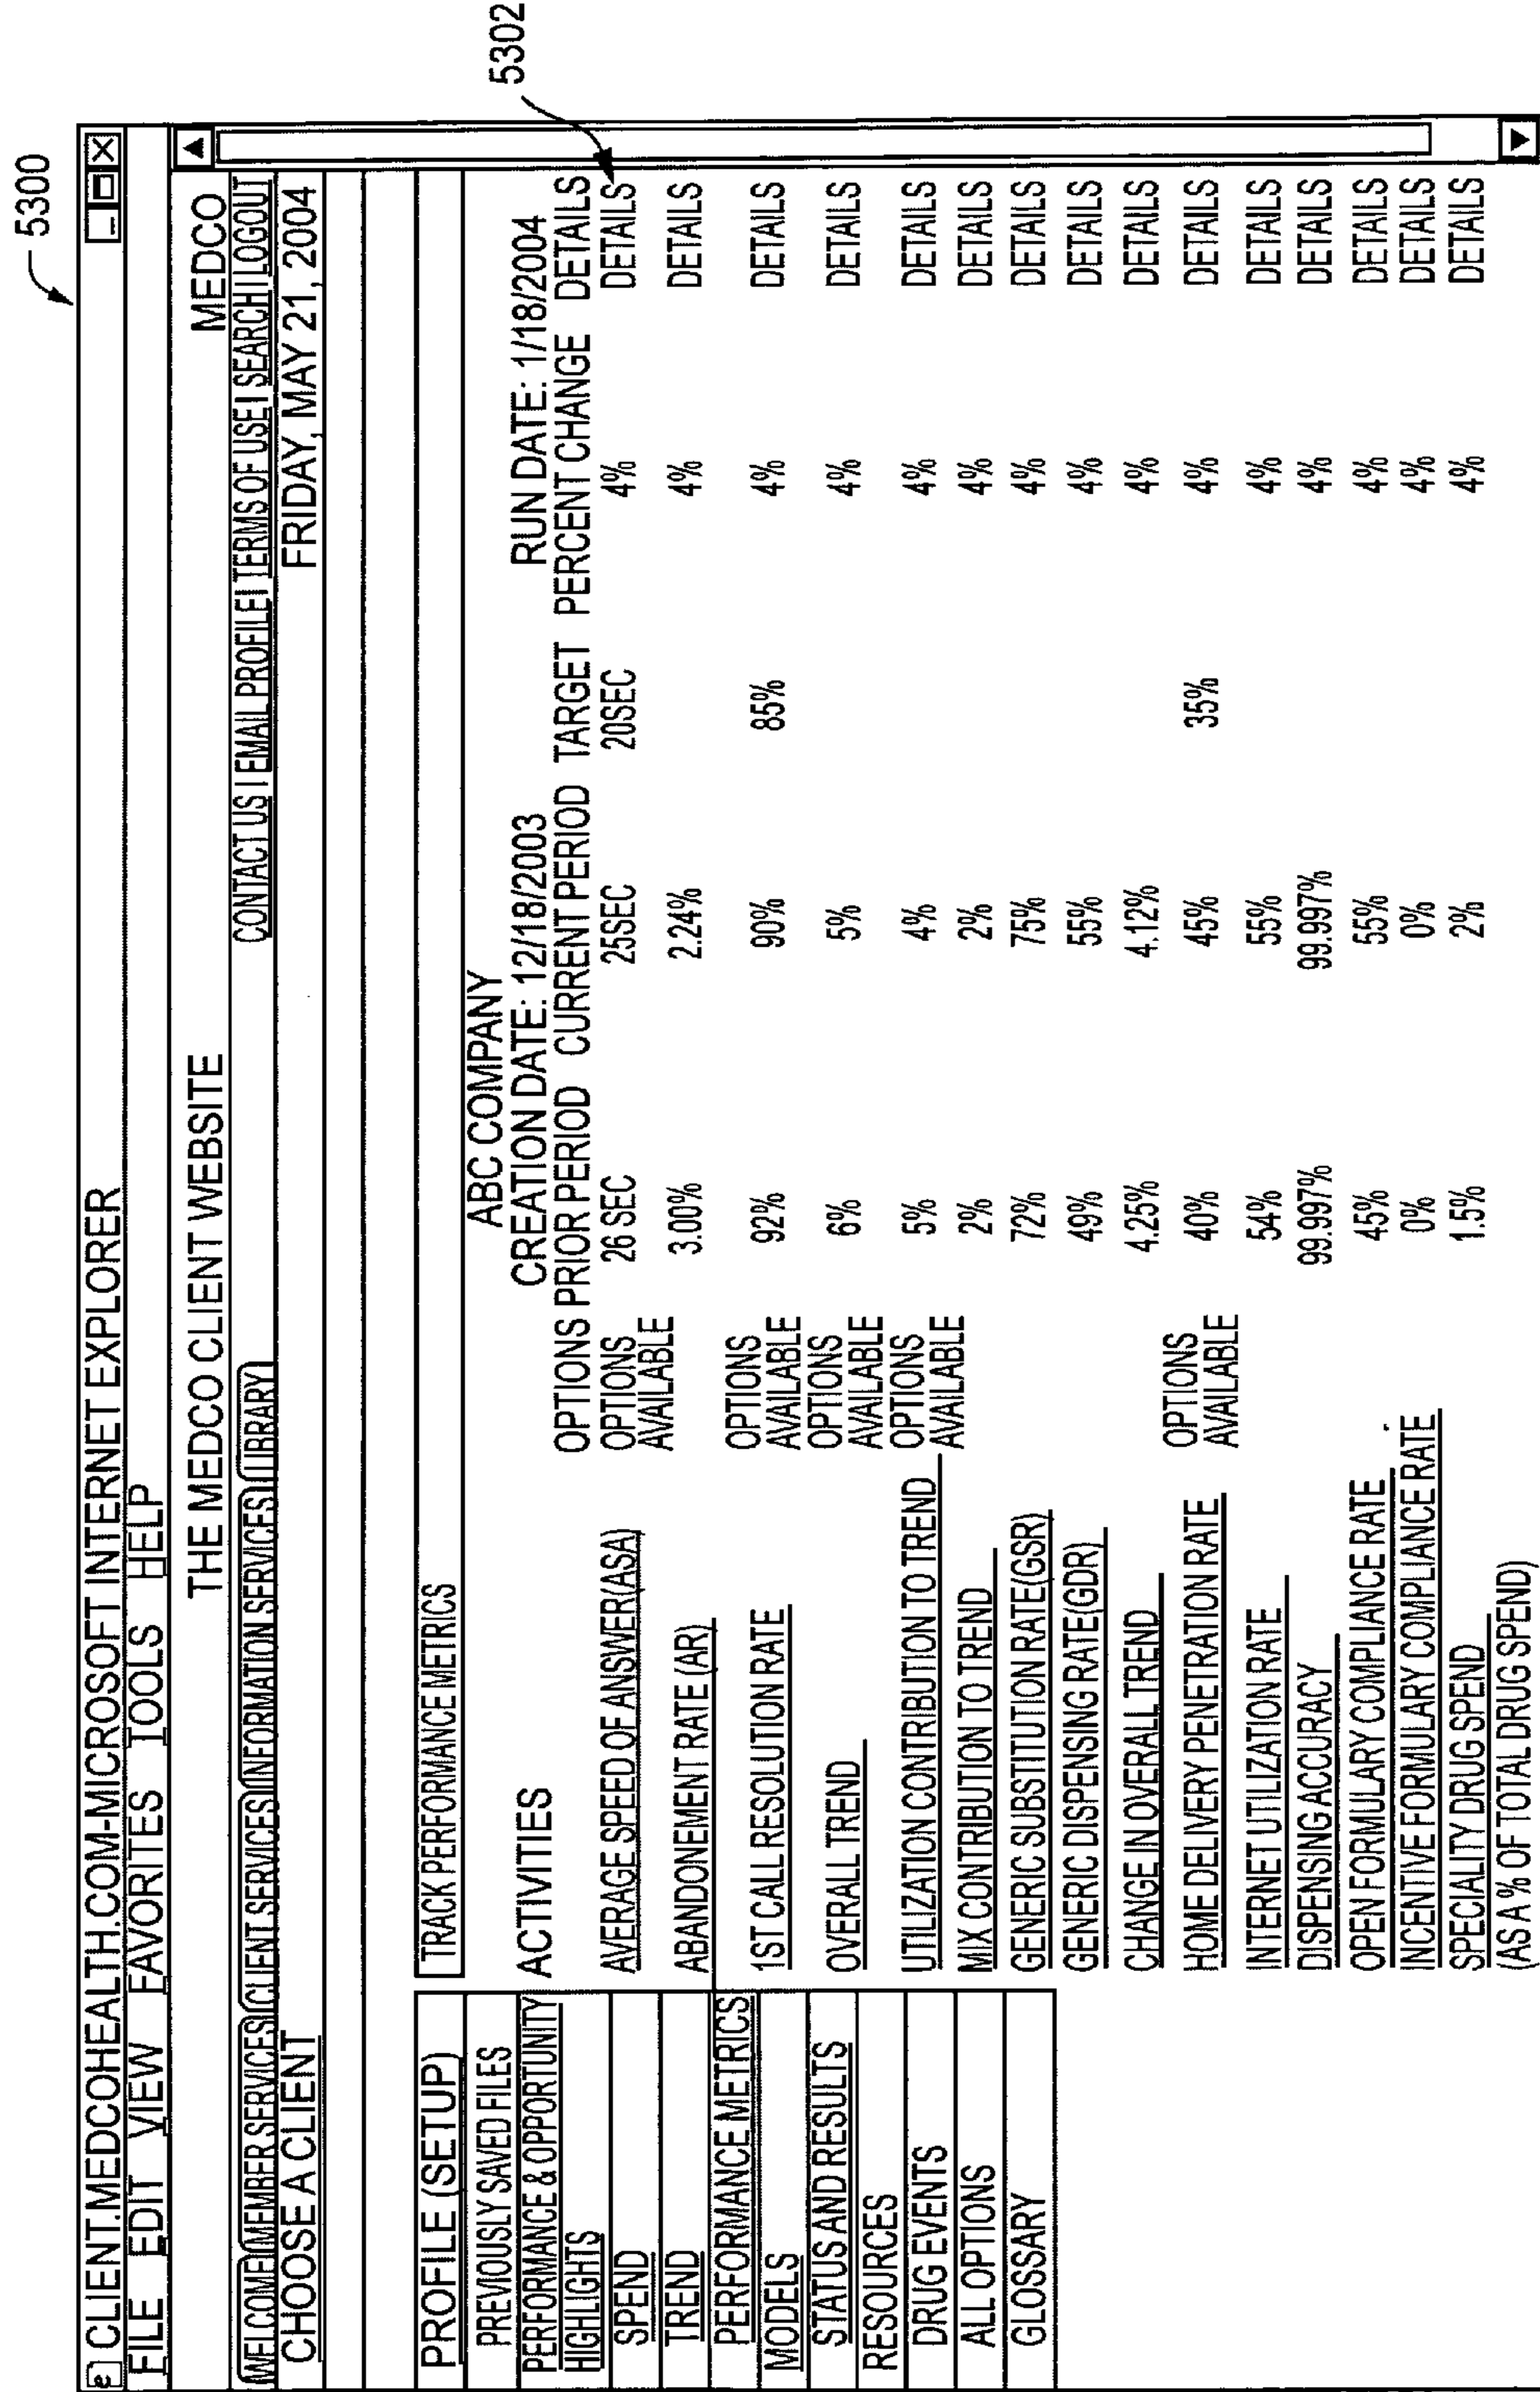 5300
CLIENT.MEDCOHEALTH.COM-MICROSOFT INTERNET EXPLORER
FILE EDIT VIEW FAVORITES TOOLS HELP
THE MEDCO CLIENT WEBSITE MEDCO
WELCOME MEMBER SERVICES CLIENT SERVICES INFORMATION SERVICES LIBRARY CONTACT US | EMAIL PROFILE | TERMS OF USE | SEARCH | LOGOUT
CHOOSE A CLIENT FRIDAY, MAY 21, 2004
PROFILE (SETUP)
PREVIOUSLY SAVED FILES
PERFORMANCE & OPPORTUNITY
HIGHLIGHTS
SPEND
TREND
PERFORMANCE METRICS
MODELS
STATUS AND RESULTS
RESOURCES
DRUG EVENTS
ALL OPTIONS
GLOSSARY
TRACK PERFORMANCE METRICS
ABC COMPANY
ACTIVITIES CREATION DATE: 12/18/2003 RUN DATE: 1/18/2004
OPTIONS PRIOR PERIOD CURRENT PERIOD TARGET PERCENT CHANGE DETAILS
5302
AVERAGE SPEED OF ANSWER(ASA) OPTIONS 26 SEC 25SEC 20SEC 4% DETAILS
AVAILABLE
ABANDONEMENT RATE (AR) 3.00% 2.24% 4% DETAILS
OPTIONS
1ST CALL RESOLUTION RATE AVAILABLE 92% 90% 85% 4% DETAILS
OPTIONS
OVERALL TREND AVAILABLE 6% 5% 4% DETAILS
OPTIONS
UTILIZATION CONTRIBUTION TO TREND AVAILABLE 5% 4% 4% DETAILS
MIX CONTRIBUTION TO TREND 2% 2% 4% DETAILS
GENERIC SUBSTITUTION RATE(GSR) 72% 75% 4% DETAILS
GENERIC DISPENSING RATE(GDR) 49% 55% 4% DETAILS
CHANGE IN OVERALL TREND 4.25% 4.12% 4% DETAILS
OPTIONS
HOME DELIVERY PENETRATION RATE AVAILABLE 40% 45% 35% 4% DETAILS
INTERNET UTILIZATION RATE 54% 55% 4% DETAILS
DISPENSING ACCURACY 99.997% 99.997% 4% DETAILS
OPEN FORMULARY COMPLIANCE RATE 45% 55% 4% DETAILS
INCENTIVE FORMULARY COMPLIANCE RATE 0% 0% 4% DETAILS
SPECIALITY DRUG SPEND 1.5% 2% 4% DETAILS
(AS A % OF TOTAL DRUG SPEND)